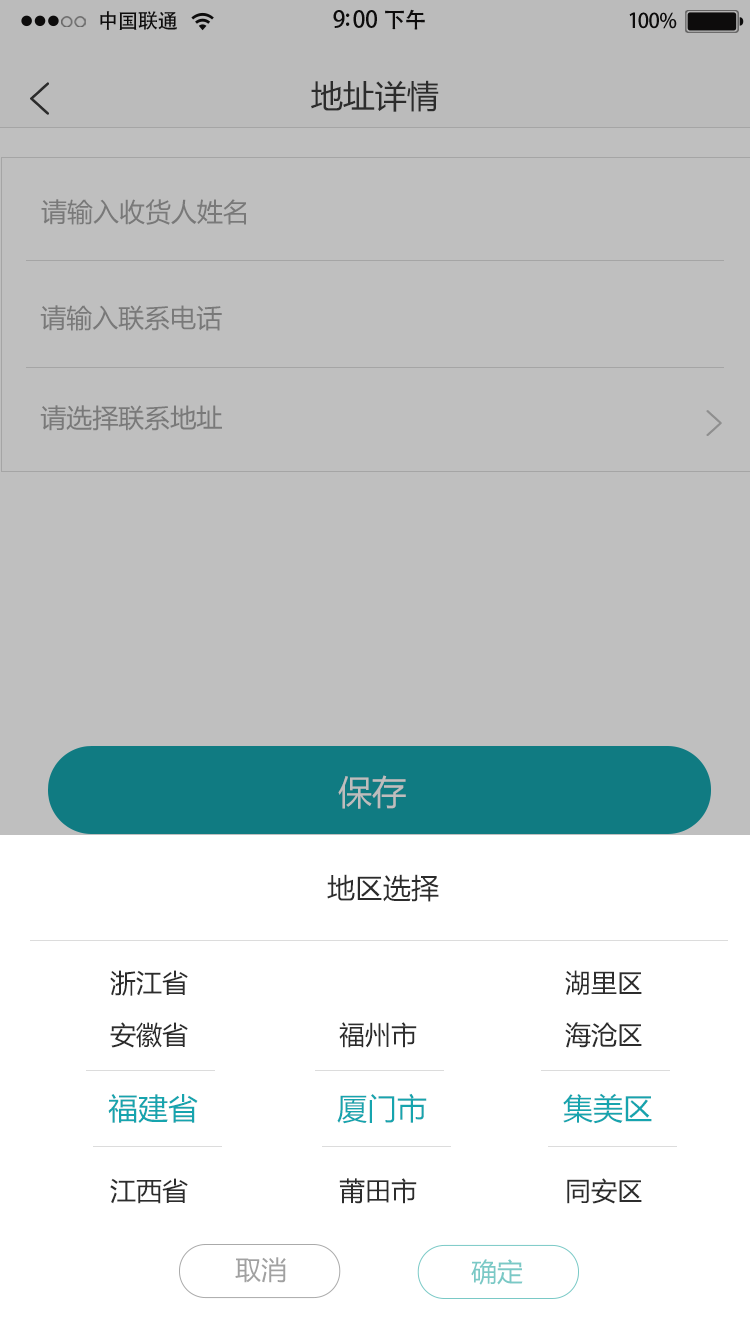 中国联通 9:00 下午 100%
地址详情
请输入收货人姓名
请输入联系电话
请选择联系地址
保存
地区选择
浙江省 湖里区
安徽省 福州市 海沧区
福建省 厦门市 集美区
江西省 莆田市 同安区
取消 确定